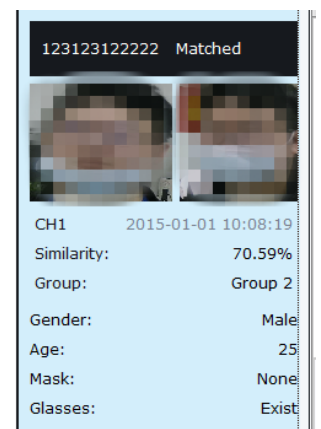 123123122222 Matched
CH1 2015-01-01 10:08:19
Similarity: 70.59%
Group: Group 2
Gender: Male
Age: 25
Mask: None
Glasses: Exist